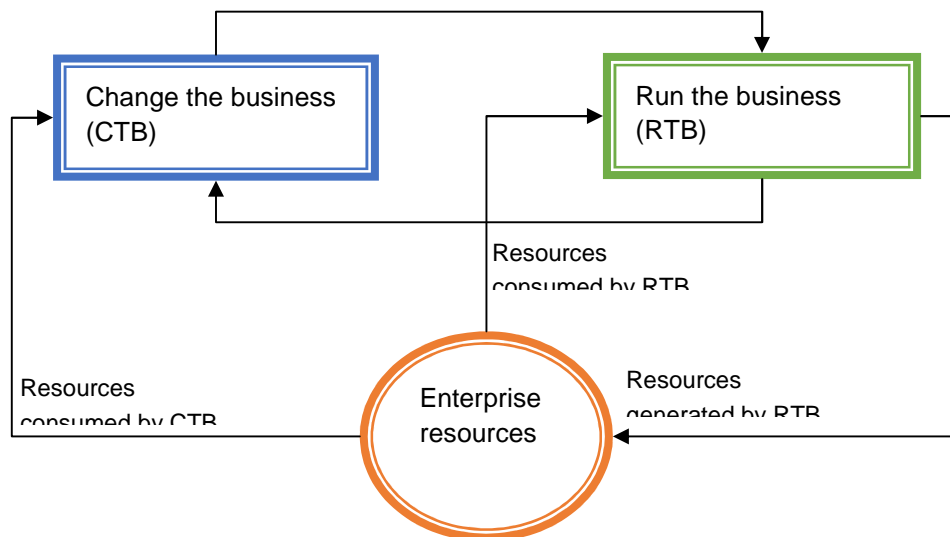 Change the business
(CTB)
Run the business
(RTB)
Resources
consumed by RTB
Resources
consumed by CTB
Enterprise
resources
Resources
generated by RTB